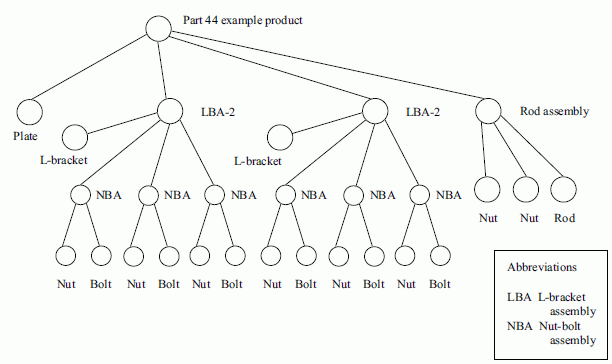 Part 44 example product
LBA-2
LBA-2
Rod assembly
Plate
L-bracket
L-bracket
NBA
NBA
NBA
NBA
NBA
NBA
Nut
Nut
Rod
Nut
Bolt
Nut
Bolt
Nut
Bolt
Nut
Bolt
Nut
Bolt
Nut
Bolt
Abbreviations
LBA L-bracket
assembly
NBA Nut-bolt
assembly